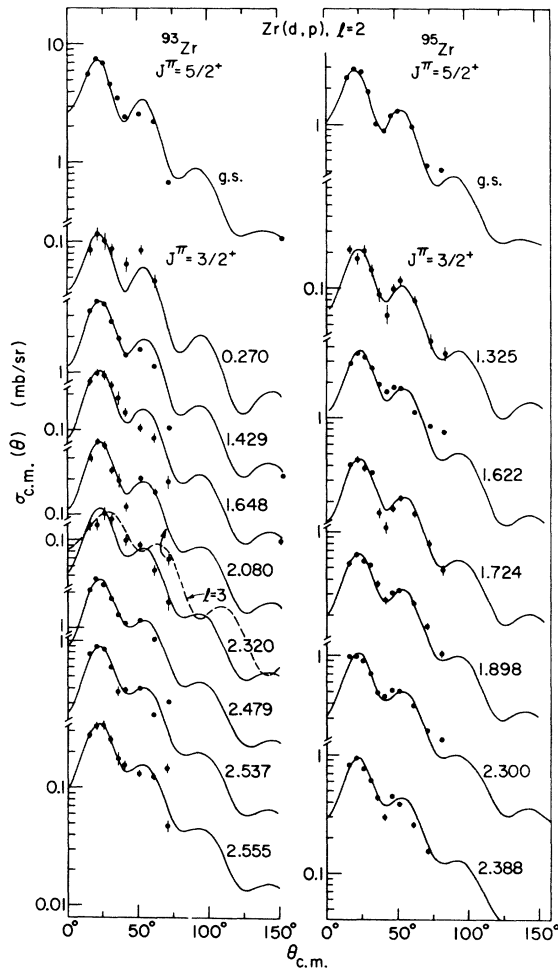 Zr(d,p), ℓ=2
⁹³Zr
Jπ = 5/2+
10
1
g.s.
Jπ = 3/2+
0.1
0.270
1
1.429
0.1
1.648
0.1
2.080
0.1
ℓ=3
2.320
1
2.479
1
2.537
0.1
2.555
0.01
0° 50° 100° 150°
σc.m. (θ) (mb/sr)
⁹⁵Zr
Jπ = 5/2+
1
g.s.
Jπ = 3/2+
0.1
1.325
1
1.622
1
1.724
1
1.898
1
2.300
0.1
2.388
0° 50° 100° 150°
θc.m.